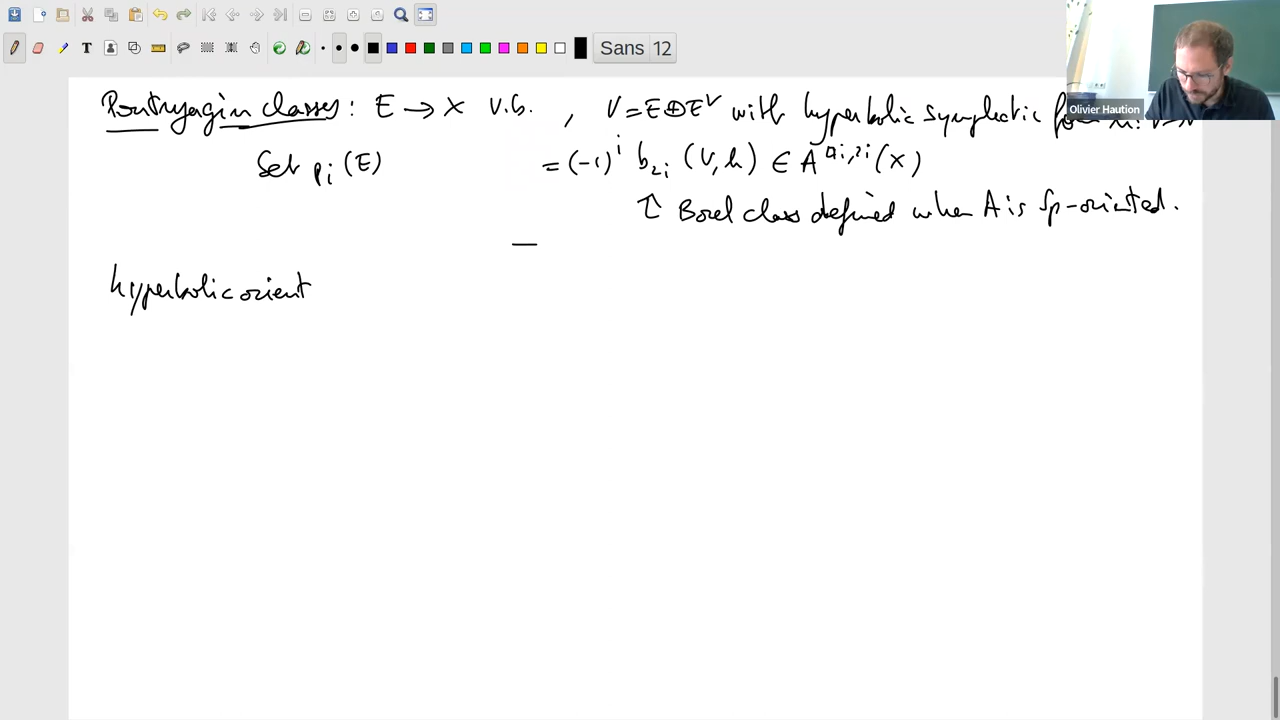 Sans 12
Olivier Haution
Pontryagin classes : E → X v.b. , V = E ⊕ E^∨ with hyperbolic symplectic
Set p_i (E) = (-1)^i b_{2i} (V, h) ∈ A^{4i,2i} (X)
↑ Borel class defined when A is Sp-oriented.
—
hyperbolic orient